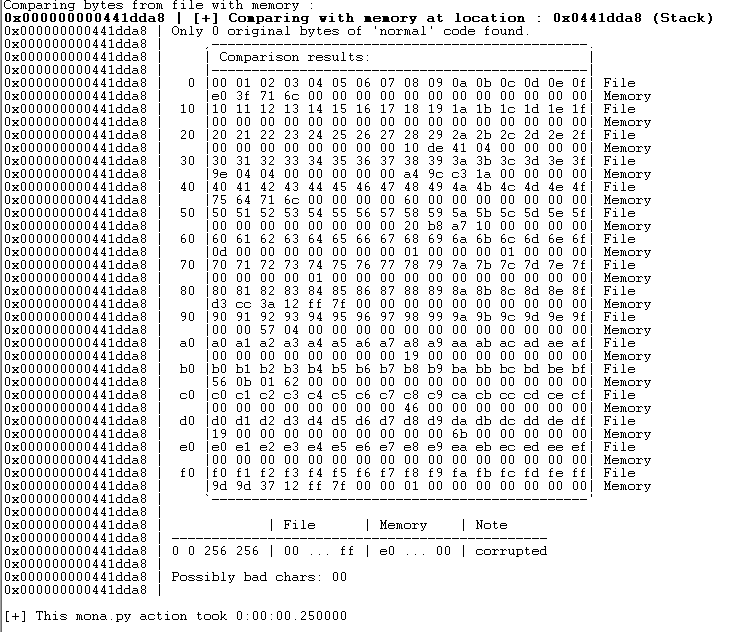 Comparing bytes from file with memory :
0x000000000441dda8 | [+] Comparing with memory at location : 0x0441dda8 (Stack)
0x000000000441dda8 | Only 0 original bytes of 'normal' code found.
0x000000000441dda8 |     ,-----------------------------------------------.
0x000000000441dda8 |     | Comparison results:                           |
0x000000000441dda8 |     |-----------------------------------------------|
0x000000000441dda8 |   0 |00 01 02 03 04 05 06 07 08 09 0a 0b 0c 0d 0e 0f| File
0x000000000441dda8 |     |e0 3f 71 6c 00 00 00 00 00 00 00 00 00 00 00 00| Memory
0x000000000441dda8 |  10 |10 11 12 13 14 15 16 17 18 19 1a 1b 1c 1d 1e 1f| File
0x000000000441dda8 |     |00 00 00 00 00 00 00 00 00 00 00 00 00 00 00 00| Memory
0x000000000441dda8 |  20 |20 21 22 23 24 25 26 27 28 29 2a 2b 2c 2d 2e 2f| File
0x000000000441dda8 |     |00 00 00 00 00 00 00 00 10 de 41 04 00 00 00 00| Memory
0x000000000441dda8 |  30 |30 31 32 33 34 35 36 37 38 39 3a 3b 3c 3d 3e 3f| File
0x000000000441dda8 |     |9e 04 04 00 00 00 00 00 a4 9c c3 1a 00 00 00 00| Memory
0x000000000441dda8 |  40 |40 41 42 43 44 45 46 47 48 49 4a 4b 4c 4d 4e 4f| File
0x000000000441dda8 |     |75 64 71 6c 00 00 00 00 60 00 00 00 00 00 00 00| Memory
0x000000000441dda8 |  50 |50 51 52 53 54 55 56 57 58 59 5a 5b 5c 5d 5e 5f| File
0x000000000441dda8 |     |00 00 00 00 00 00 00 00 20 b8 a7 10 00 00 00 00| Memory
0x000000000441dda8 |  60 |60 61 62 63 64 65 66 67 68 69 6a 6b 6c 6d 6e 6f| File
0x000000000441dda8 |     |0d 00 00 00 00 00 00 00 01 00 00 00 01 00 00 00| Memory
0x000000000441dda8 |  70 |70 71 72 73 74 75 76 77 78 79 7a 7b 7c 7d 7e 7f| File
0x000000000441dda8 |     |00 00 00 00 01 00 00 00 00 00 00 00 00 00 00 00| Memory
0x000000000441dda8 |  80 |80 81 82 83 84 85 86 87 88 89 8a 8b 8c 8d 8e 8f| File
0x000000000441dda8 |     |d3 cc 3a 12 ff 7f 00 00 00 00 00 00 00 00 00 00| Memory
0x000000000441dda8 |  90 |90 91 92 93 94 95 96 97 98 99 9a 9b 9c 9d 9e 9f| File
0x000000000441dda8 |     |00 00 57 04 00 00 00 00 00 00 00 00 00 00 00 00| Memory
0x000000000441dda8 |  a0 |a0 a1 a2 a3 a4 a5 a6 a7 a8 a9 aa ab ac ad ae af| File
0x000000000441dda8 |     |00 00 00 00 00 00 00 00 19 00 00 00 00 00 00 00| Memory
0x000000000441dda8 |  b0 |b0 b1 b2 b3 b4 b5 b6 b7 b8 b9 ba bb bc bd be bf| File
0x000000000441dda8 |     |56 0b 01 62 00 00 00 00 00 00 00 00 00 00 00 00| Memory
0x000000000441dda8 |  c0 |c0 c1 c2 c3 c4 c5 c6 c7 c8 c9 ca cb cc cd ce cf| File
0x000000000441dda8 |     |00 00 00 00 00 00 00 00 46 00 00 00 00 00 00 00| Memory
0x000000000441dda8 |  d0 |d0 d1 d2 d3 d4 d5 d6 d7 d8 d9 da db dc dd de df| File
0x000000000441dda8 |     |19 00 00 00 00 00 00 00 00 00 6b 00 00 00 00 00| Memory
0x000000000441dda8 |  e0 |e0 e1 e2 e3 e4 e5 e6 e7 e8 e9 ea eb ec ed ee ef| File
0x000000000441dda8 |     |00 00 00 00 00 00 00 00 00 00 00 00 00 00 00 00| Memory
0x000000000441dda8 |  f0 |f0 f1 f2 f3 f4 f5 f6 f7 f8 f9 fa fb fc fd fe ff| File
0x000000000441dda8 |     |9d 9d 37 12 ff 7f 00 00 01 00 00 00 00 00 00 00| Memory
0x000000000441dda8 |     `-----------------------------------------------'
0x000000000441dda8 |
0x000000000441dda8 |             | File      | Memory    | Note
0x000000000441dda8 | ------------------------------------------------
0x000000000441dda8 | 0 0 256 256 | 00 ... ff | e0 ... 00 | corrupted
0x000000000441dda8 |
0x000000000441dda8 | Possibly bad chars: 00
0x000000000441dda8 |
[+] This mona.py action took 0:00:00.250000